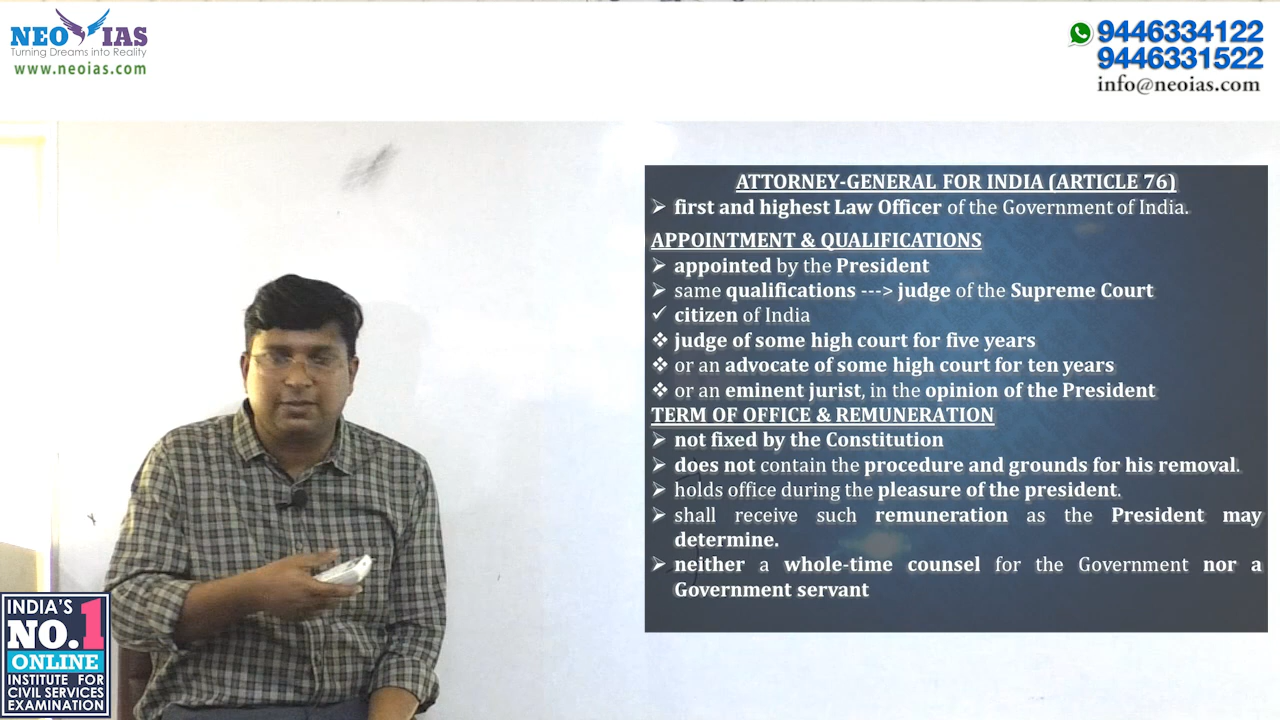 NEO IAS
Turning Dreams into Reality
www.neoias.com
9446334122
9446331522
info@neoias.com
ATTORNEY-GENERAL FOR INDIA (ARTICLE 76)
➢ first and highest Law Officer of the Government of India.
APPOINTMENT & QUALIFICATIONS
➢ appointed by the President
➢ same qualifications ---> judge of the Supreme Court
✓ citizen of India
❖ judge of some high court for five years
❖ or an advocate of some high court for ten years
❖ or an eminent jurist, in the opinion of the President
TERM OF OFFICE & REMUNERATION
➢ not fixed by the Constitution
➢ does not contain the procedure and grounds for his removal.
➢ holds office during the pleasure of the president.
➢ shall receive such remuneration as the President may
determine.
➢ neither a whole-time counsel for the Government nor a
Government servant
INDIA'S
NO.1
ONLINE
INSTITUTE FOR
CIVIL SERVICES
EXAMINATION